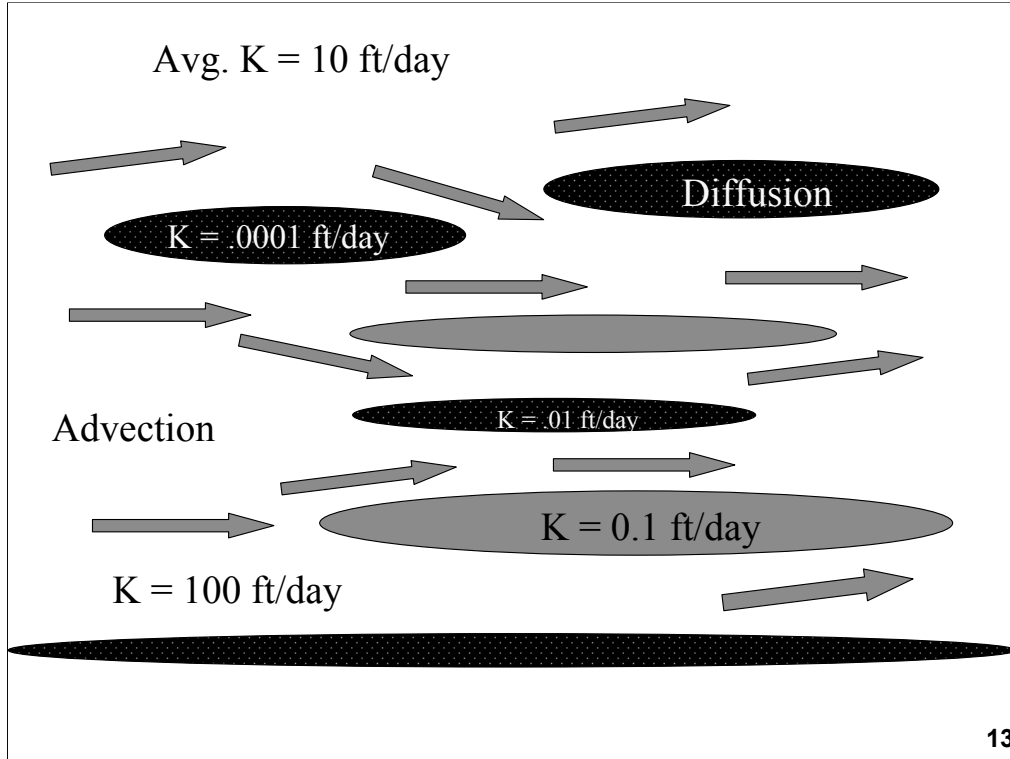 Avg. K = 10 ft/day
Diffusion
K = .0001 ft/day
Advection
K = .01 ft/day
K = 0.1 ft/day
K = 100 ft/day
13